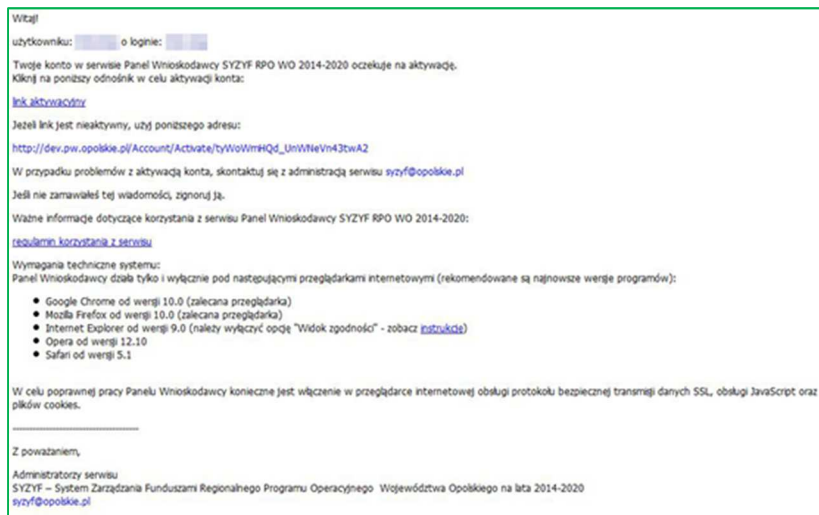 Witaj!
użytkowniku: o loginie:
Twoje konto w serwisie Panel Wnioskodawcy SYZYF RPO WO 2014-2020 oczekuje na aktywację.
Kliknij na poniższy odnośnik w celu aktywacji konta:
link aktywacyjny
Jeżeli link jest nieaktywny, użyj poniższego adresu:
http://dev.pw.opolskie.pl/Account/Activate/tyWoWmHQd_UnWNeVn43twA2
W przypadku problemów z aktywacją konta, skontaktuj się z administracją serwisu syzyf@opolskie.pl
Jeśli nie zamawiałeś tej wiadomości, zignoruj ją.
Ważne informacje dotyczące korzystania z serwisu Panel Wnioskodawcy SYZYF RPO WO 2014-2020:
regulamin korzystania z serwisu
Wymagania techniczne systemu:
Panel Wnioskodawcy działa tylko i wyłącznie pod następującymi przeglądarkami internetowymi (rekomendowane są najnowsze wersje programów):
● Google Chrome od wersji 10.0 (zalecana przeglądarka)
● Mozilla Firefox od wersji 10.0 (zalecana przeglądarka)
● Internet Explorer od wersji 9.0 (należy wyłączyć opcję "Widok zgodności" - zobacz instrukcję)
● Opera od wersji 12.10
● Safari od wersji 5.1
W celu poprawnej pracy Panelu Wnioskodawcy konieczne jest włączenie w przeglądarce internetowej obsługi protokołu bezpiecznej transmisji danych SSL, obsługi JavaScript oraz
plików cookies.
Z poważaniem,
Administratorzy serwisu
SYZYF – System Zarządzania Funduszami Regionalnego Programu Operacyjnego Województwa Opolskiego na lata 2014-2020
syzyf@opolskie.pl